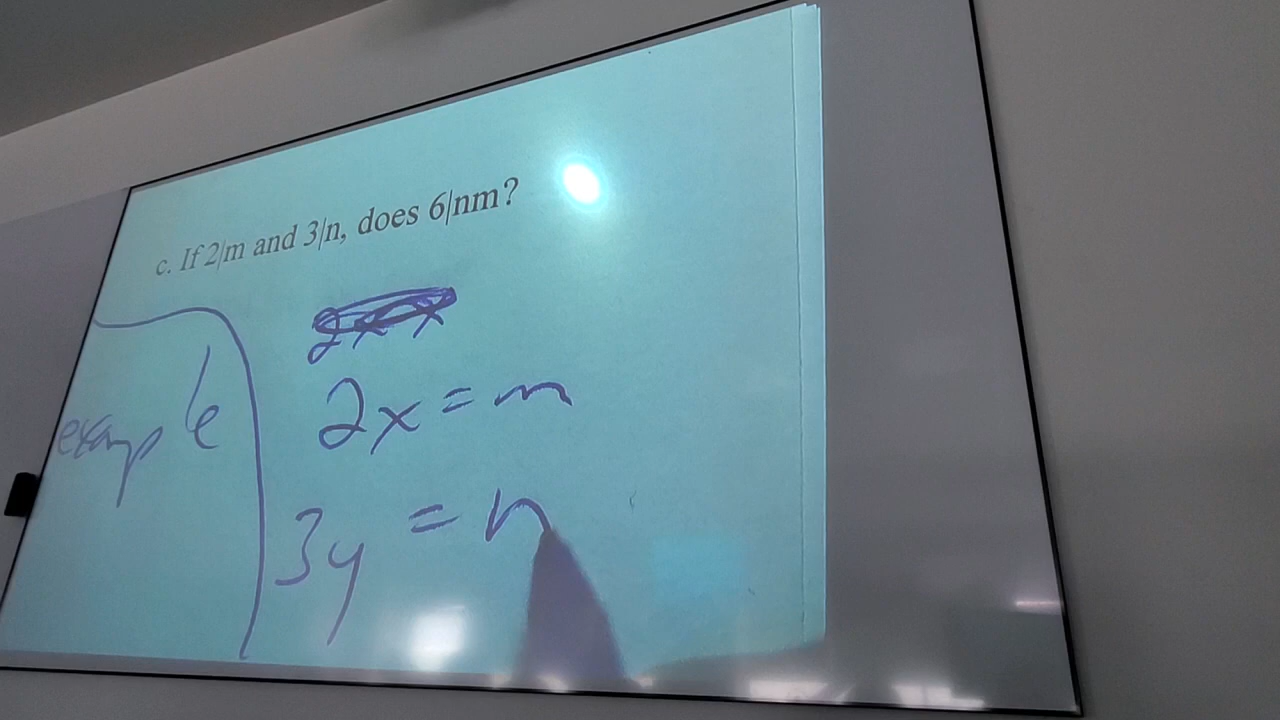 c. If 2|m and 3|n, does 6|nm?
2x = m
example
3y = n